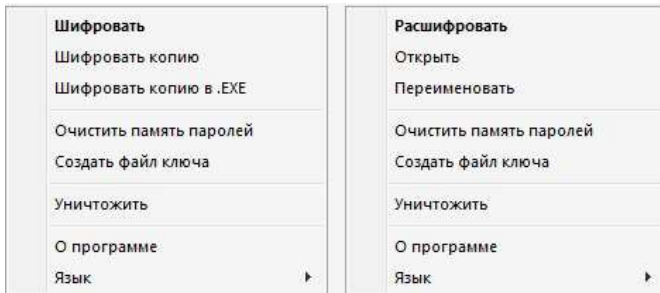 Шифровать
Шифровать копию
Шифровать копию в .EXE
Очистить память паролей
Создать файл ключа
Уничтожить
О программе
Язык
Расшифровать
Открыть
Переименовать
Очистить память паролей
Создать файл ключа
Уничтожить
О программе
Язык